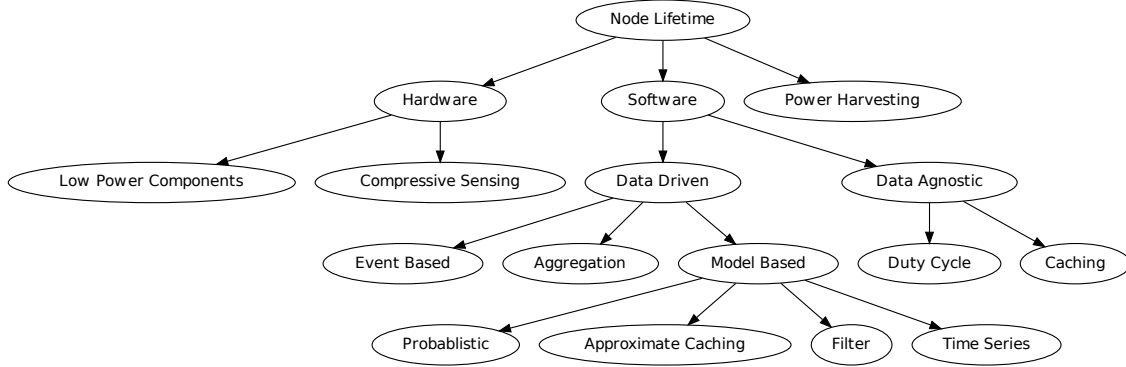 Node Lifetime
Hardware
Software
Power Harvesting
Low Power Components
Compressive Sensing
Data Driven
Data Agnostic
Event Based
Aggregation
Model Based
Duty Cycle
Caching
Probablistic
Approximate Caching
Filter
Time Series